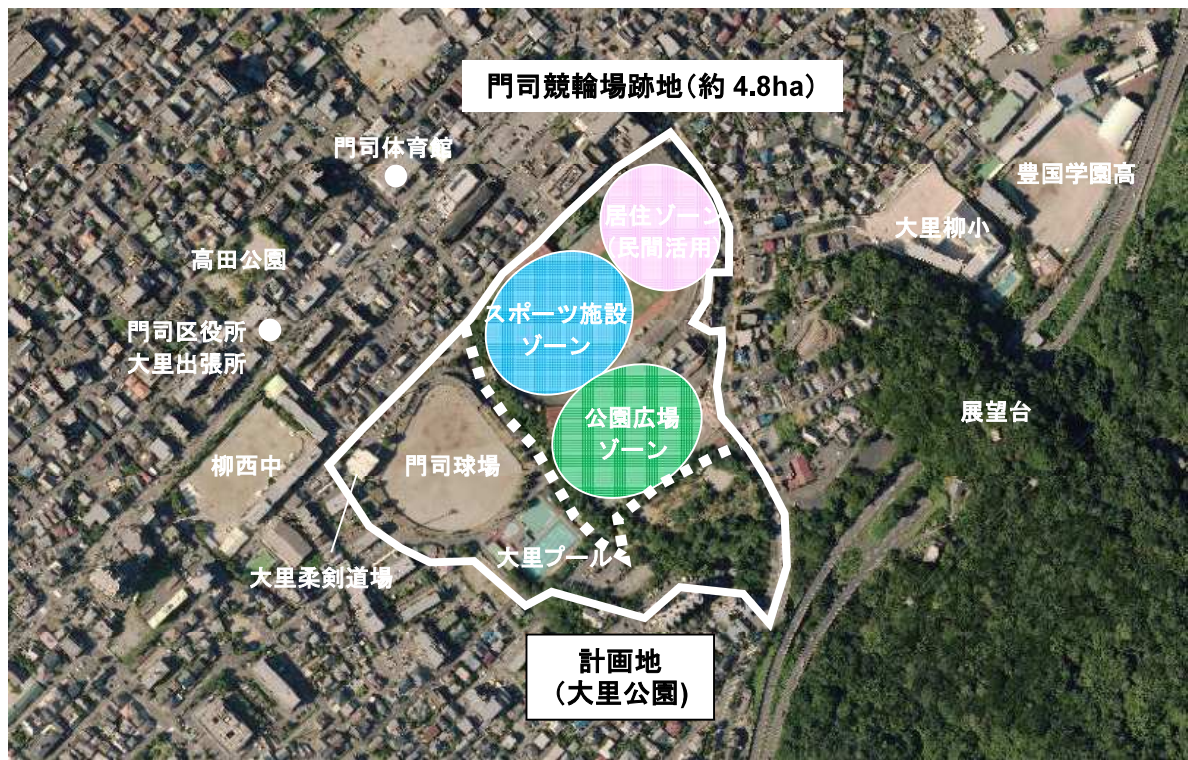 門司競輪場跡地（約 4.8ha）
門司体育館
豊国学園高
居住ゾーン
（民間活用）
大里柳小
高田公園
スポーツ施設
ゾーン
門司区役所
大里出張所
公園広場
ゾーン
展望台
柳西中
門司球場
大里プール
大里柔剣道場
計画地
（大里公園)